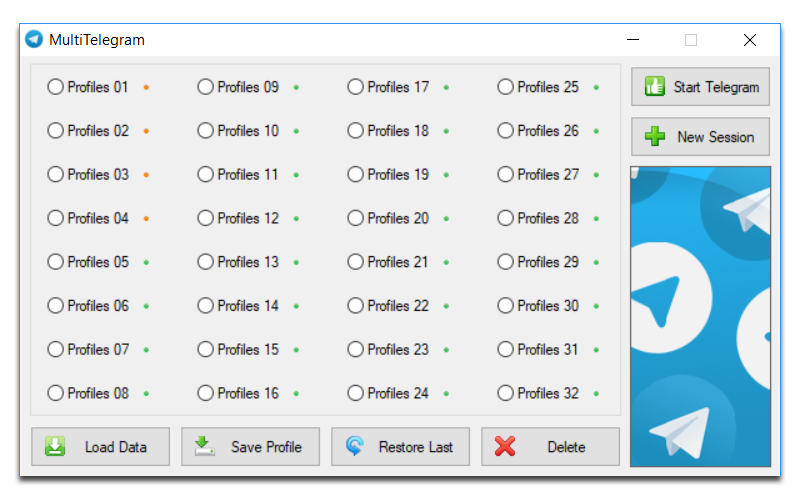 MultiTelegram
Profiles 01
Profiles 02
Profiles 03
Profiles 04
Profiles 05
Profiles 06
Profiles 07
Profiles 08
Profiles 09
Profiles 10
Profiles 11
Profiles 12
Profiles 13
Profiles 14
Profiles 15
Profiles 16
Profiles 17
Profiles 18
Profiles 19
Profiles 20
Profiles 21
Profiles 22
Profiles 23
Profiles 24
Profiles 25
Profiles 26
Profiles 27
Profiles 28
Profiles 29
Profiles 30
Profiles 31
Profiles 32
Start Telegram
New Session
Load Data
Save Profile
Restore Last
Delete